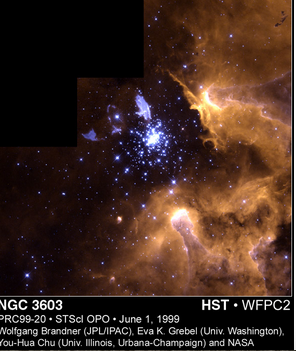 NGC 3603 HST • WFPC2
PRC99-20 • STScI OPO • June 1, 1999
Wolfgang Brandner (JPL/IPAC), Eva K. Grebel (Univ. Washington),
You-Hua Chu (Univ. Illinois, Urbana-Champaign) and NASA